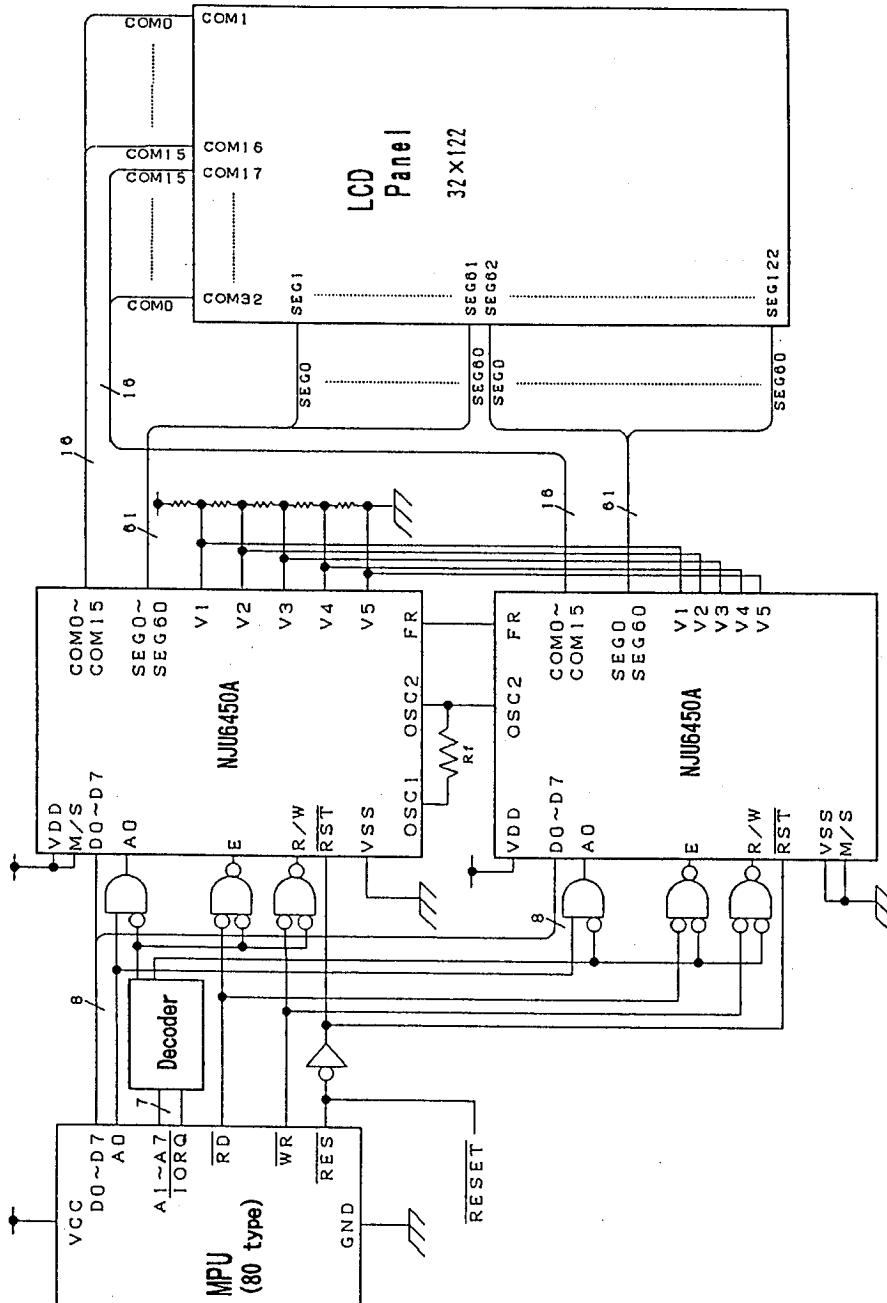 VCC
D0~D7
A0
A1~A7
IORQ
RD
WR
RES
GND
MPU
(80 type)
RESET
8
7
Decoder
8
VDD
M/S
D0~D7
A0
E
R/W
RST
VSS
NJU6450A
COM0~
COM15
SEG0~
SEG60
V1
V2
V3
V4
V5
FR
OSC1
OSC2
Rf
VDD
D0~D7
A0
E
R/W
RST
VSS
M/S
NJU6450A
OSC2
FR
COM0~
COM15
SEG0
SEG60
V1
V2
V3
V4
V5
16
61
16
16
61
COM0
COM15
COM15
COM0
SEG0
SEG60
SEG0
SEG60
COM1
COM16
COM17
COM32
SEG1
SEG61
SEG62
SEG122
LCD
Panel
32×122